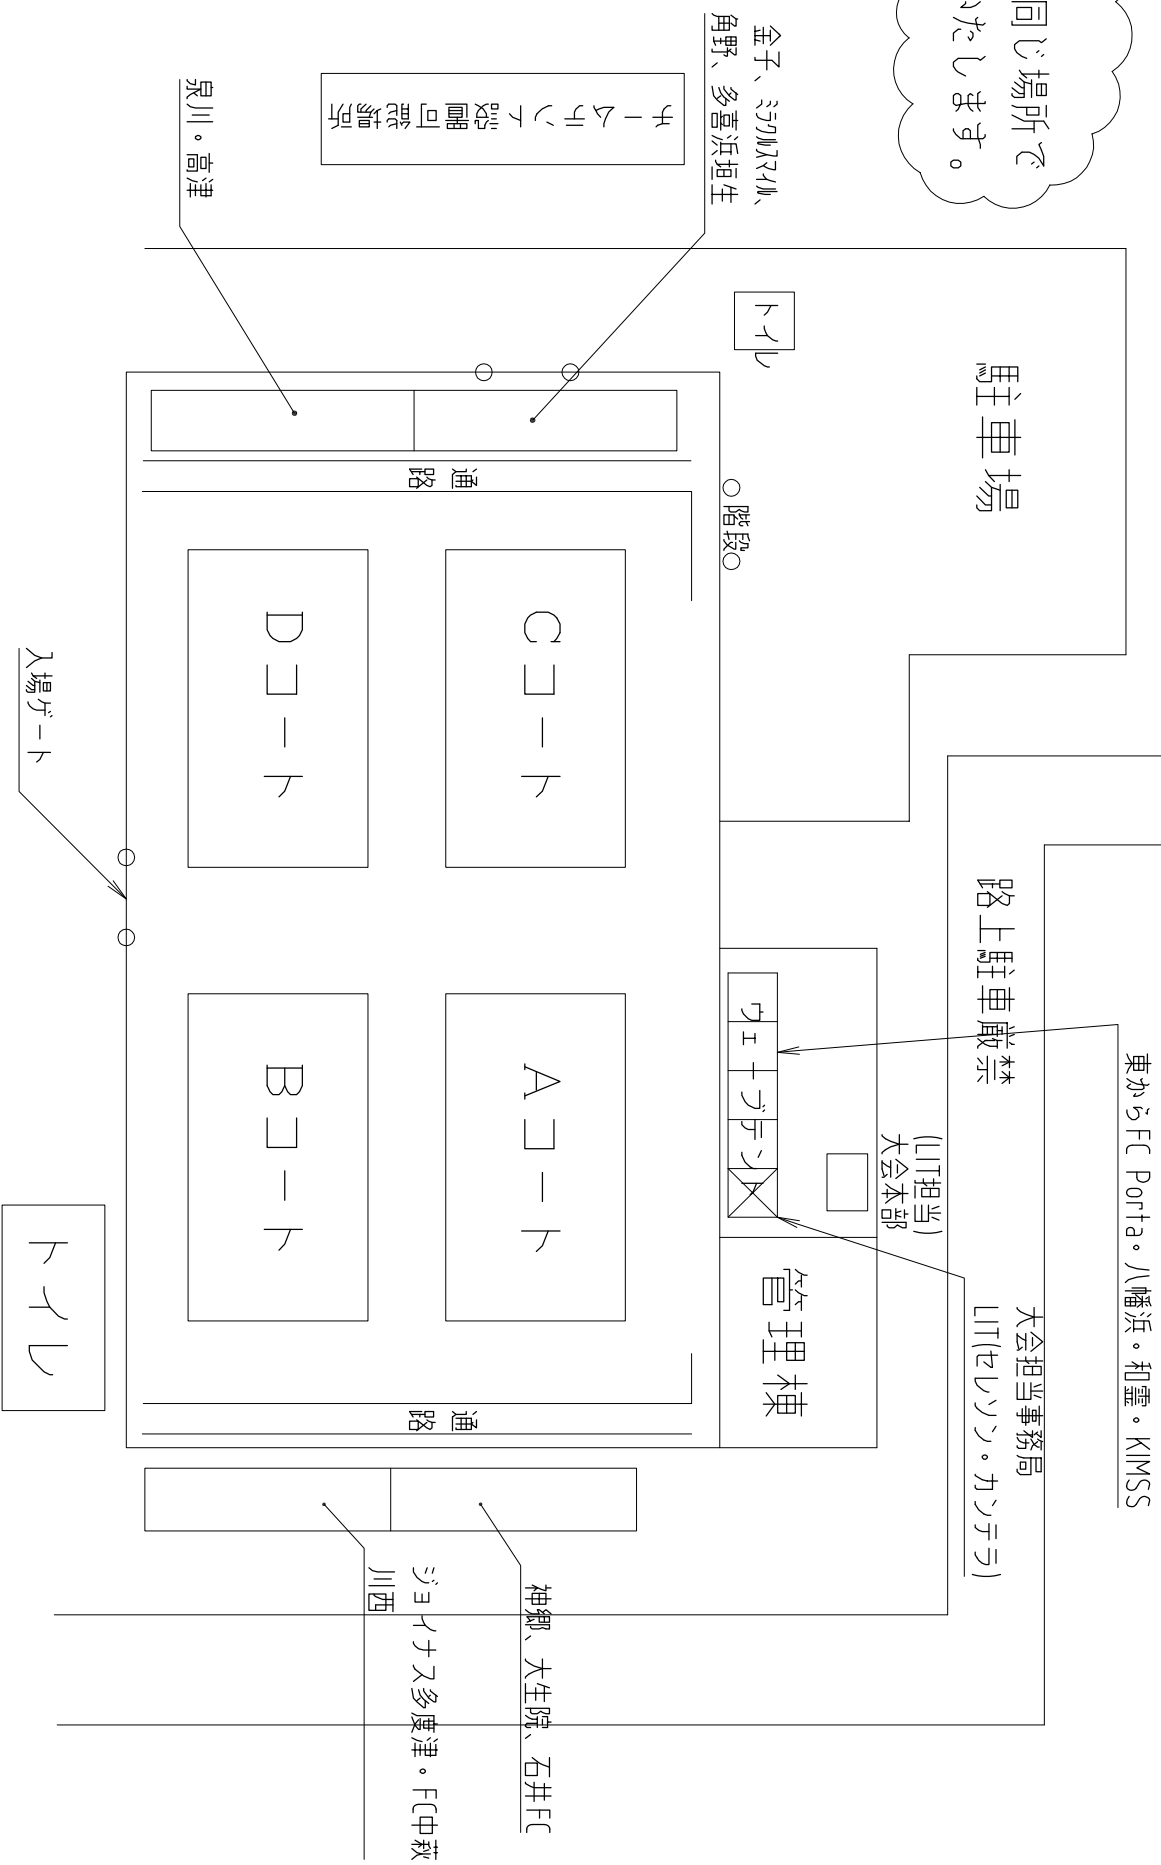 同じ場所で
いたします。
金子、ミラクルスマイル、
角野、多喜浜垣生
チームテント設置可能場所
泉川・高津
駐車場
トイレ
階段
通路
Cコート
Dコート
入場ゲート
路上駐車厳禁
ウェーブテント
(LIT担当)
大会本部
Aコート
Bコート
東からFC Porta・八幡浜・和霊・KIMSS
大会担当事務局
LIT(セレソン・カンテラ)
管理棟
通路
トイレ
神郷、大生院、石井FC
ジョイナス多度津・FC中萩
川西